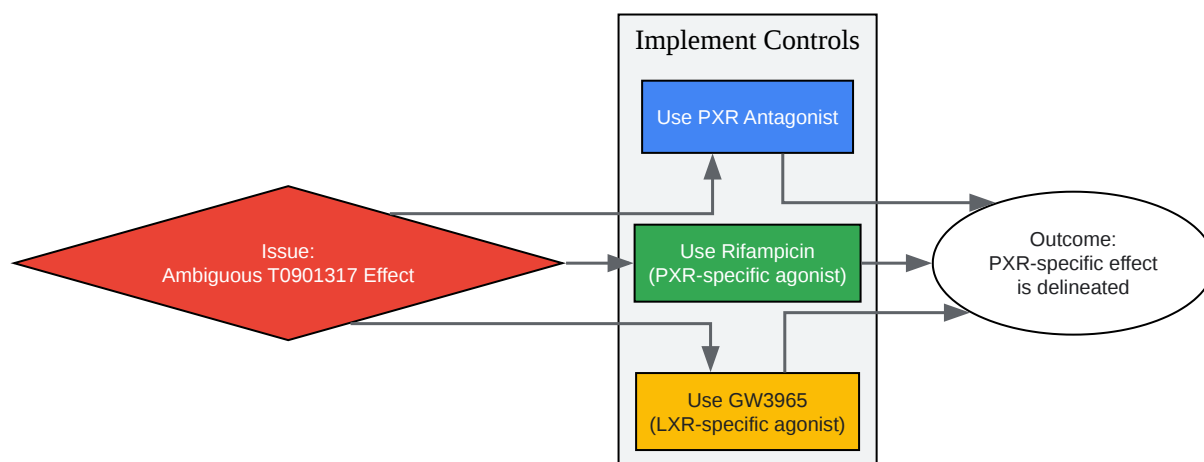 Implement Controls
Use PXR Antagonist
Issue:
Ambiguous T0901317 Effect
Use Rifampicin
(PXR-specific agonist)
Outcome:
PXR-specific effect
is delineated
Use GW3965
(LXR-specific agonist)